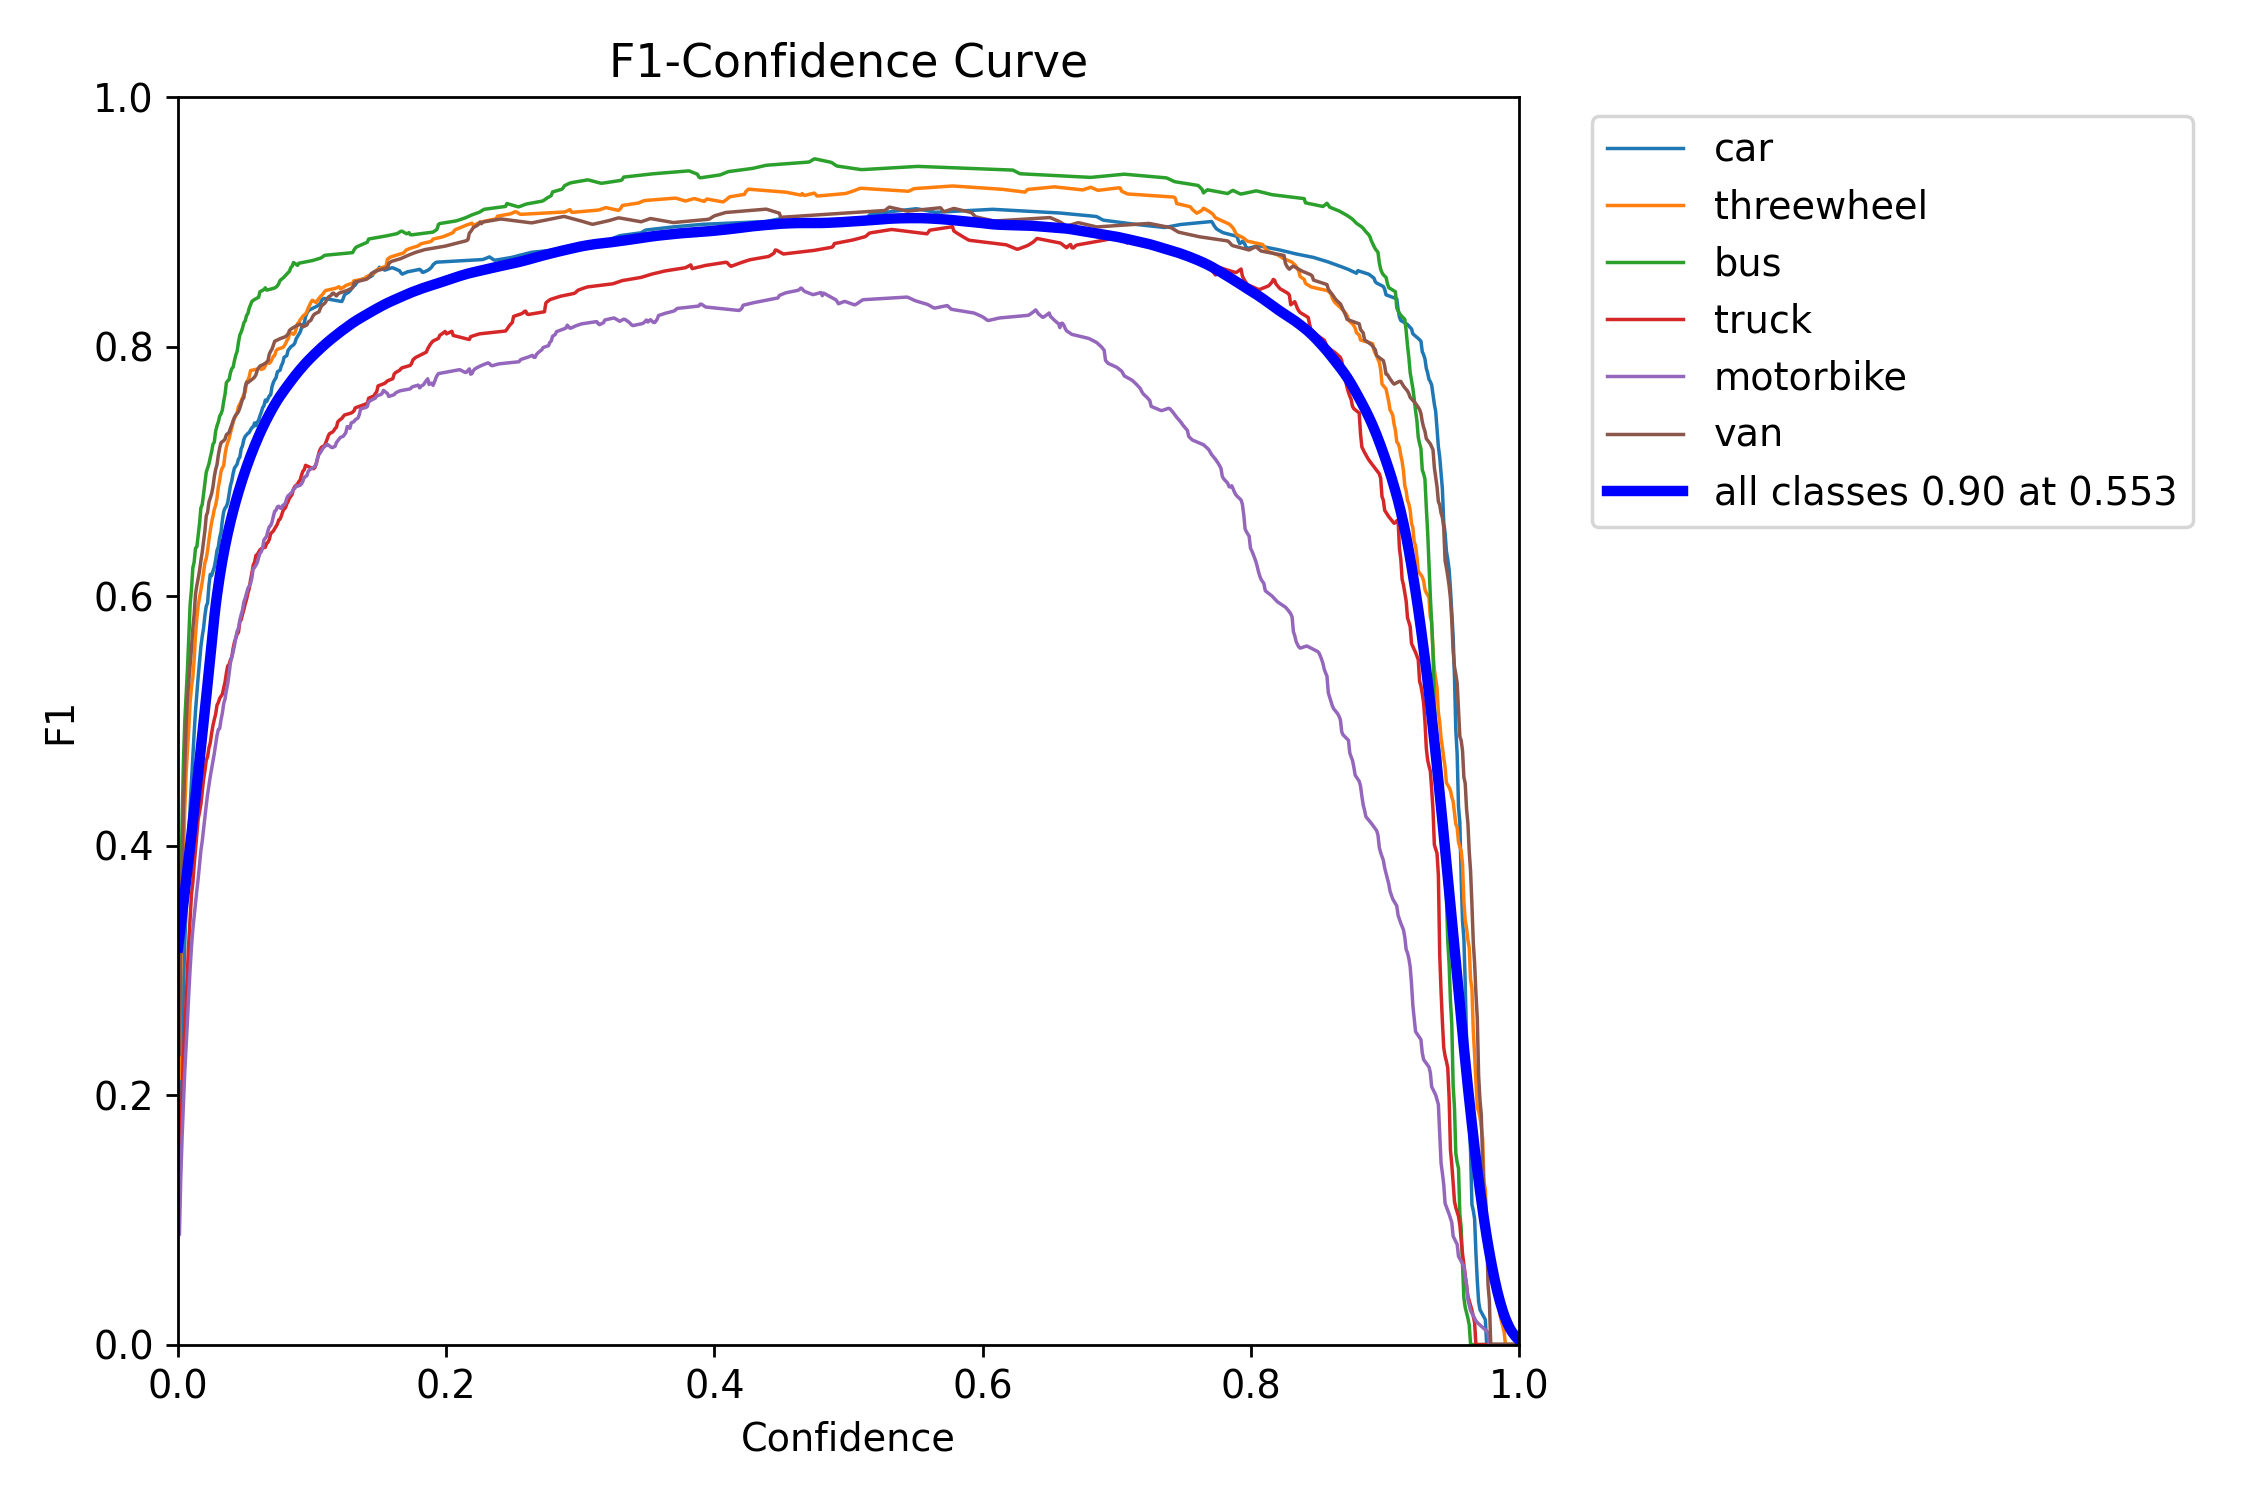 F1-Confidence Curve
1.0
0.8
0.6
0.4
0.2
0.0
F1
0.0 0.2 0.4 0.6 0.8 1.0
Confidence
car
threewheel
bus
truck
motorbike
van
all classes 0.90 at 0.553